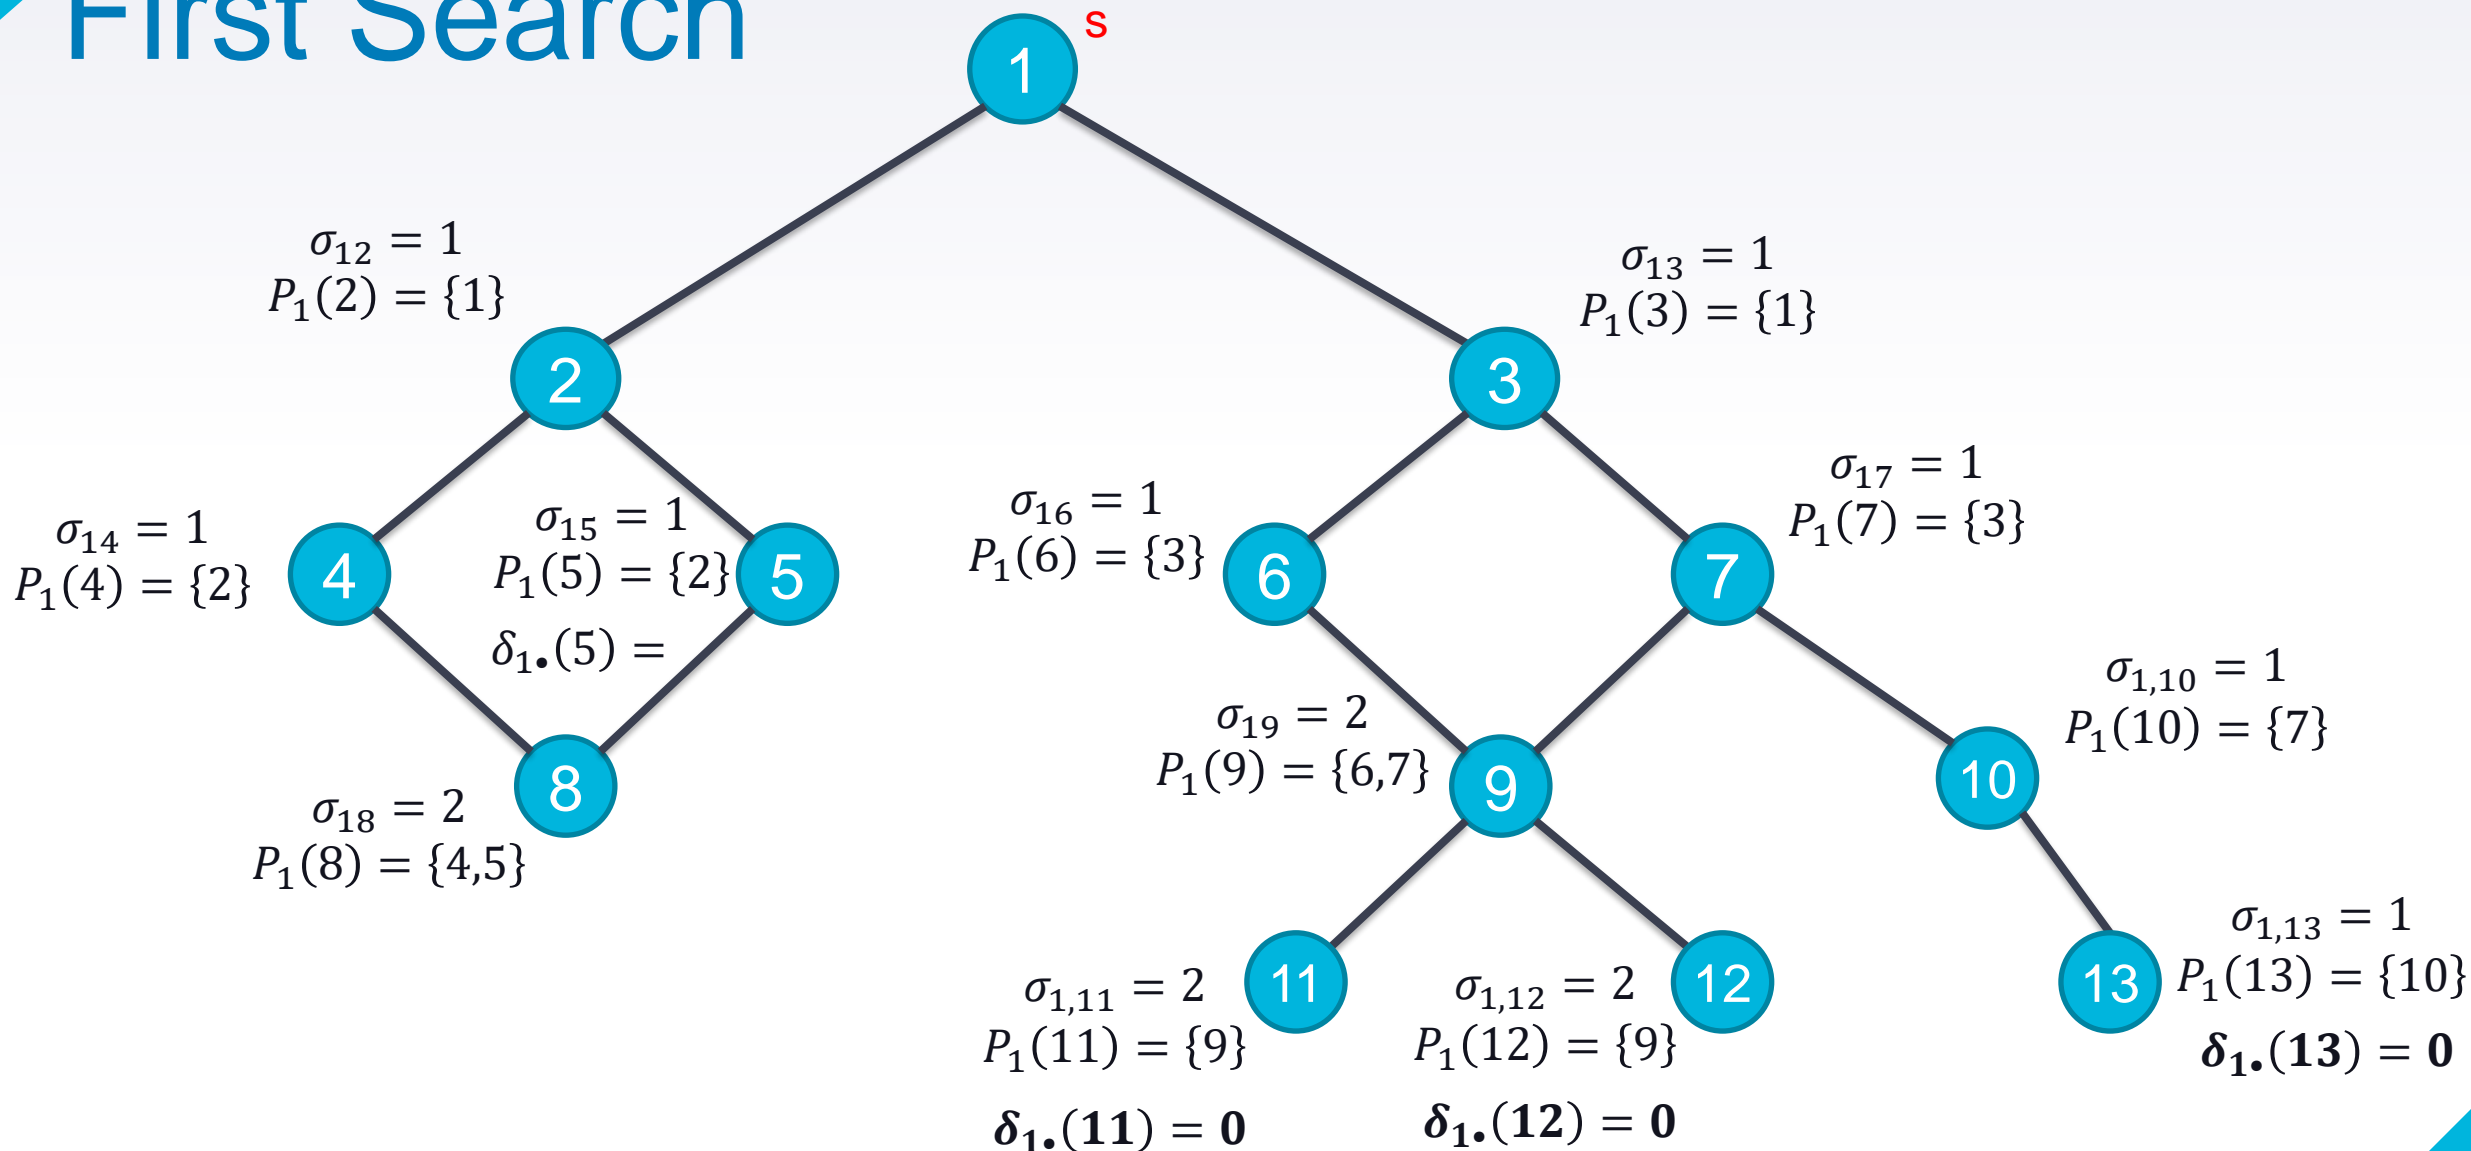 First Search
S
1
σ₁₂ = 1
P₁(2) = {1}
σ₁₃ = 1
P₁(3) = {1}
2
3
σ₁₄ = 1
P₁(4) = {2}
4
σ₁₅ = 1
P₁(5) = {2}
δ₁•(5) =
5
σ₁₆ = 1
P₁(6) = {3}
6
7
σ₁₇ = 1
P₁(7) = {3}
σ₁₈ = 2
P₁(8) = {4,5}
8
σ₁₉ = 2
P₁(9) = {6,7}
9
10
σ₁,₁₀ = 1
P₁(10) = {7}
σ₁,₁₁ = 2
P₁(11) = {9}
δ₁•(11) = 0
11
σ₁,₁₂ = 2
P₁(12) = {9}
δ₁•(12) = 0
12
13
σ₁,₁₃ = 1
P₁(13) = {10}
δ₁•(13) = 0